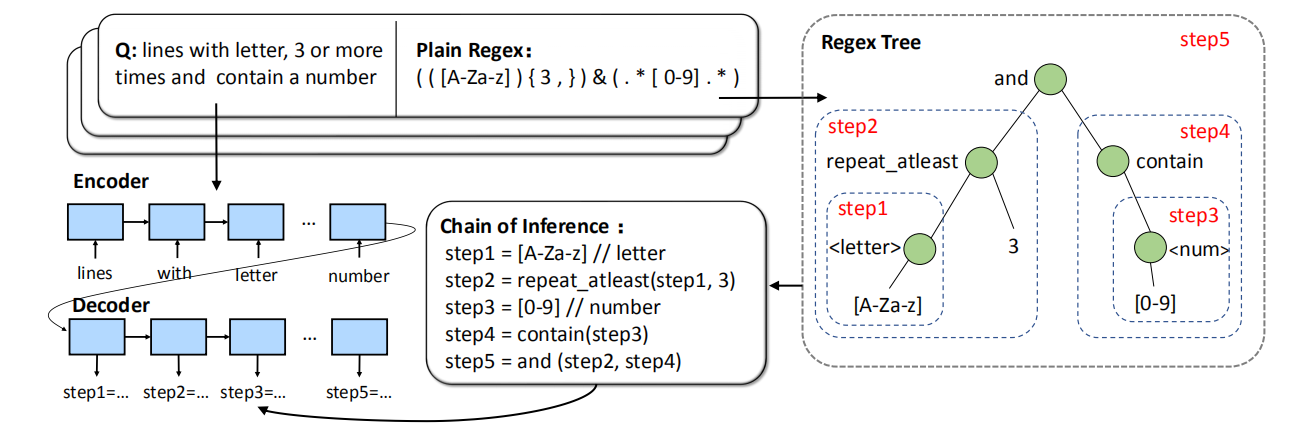 Q: lines with letter, 3 or more
times and contain a number
Plain Regex:
( ( [A-Za-z] ) { 3 , } ) & ( . * [ 0-9] . * )
Regex Tree
step5
and
step2
repeat_atleast
step4
contain
step1
<letter>
3
step3
<num>
[A-Za-z]
[0-9]
Encoder
...
lines
with
letter
number
Decoder
...
step1=...
step2=...
step3=...
step5=...
Chain of Inference :
step1 = [A-Za-z] // letter
step2 = repeat_atleast(step1, 3)
step3 = [0-9] // number
step4 = contain(step3)
step5 = and (step2, step4)